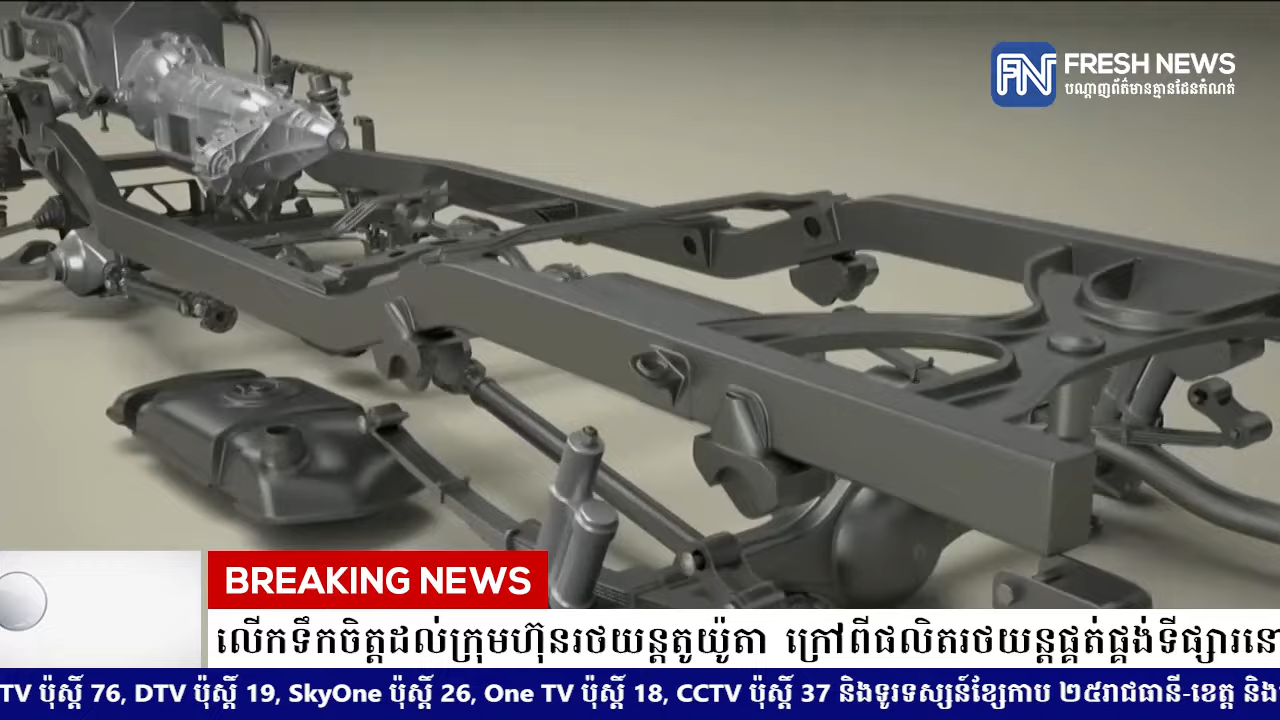 FRESH NEWS
បណ្ដាញព័ត៌មានគ្មានដែនកំណត់
BREAKING NEWS
លើកទឹកចិត្តដល់ក្រុមហ៊ុនរថយន្តតូយ៉ូតា ក្រៅពីផលិតរថយន្តផ្គត់ផ្គង់ទីផ្សារនៅ
TV ប៉ុស្តិ៍ 76, DTV ប៉ុស្តិ៍ 19, SkyOne ប៉ុស្តិ៍ 26, One TV ប៉ុស្តិ៍ 18, CCTV ប៉ុស្តិ៍ 37 និងទូរទស្សន៍ខ្សែកាប ២៥រាជធានី-ខេត្ត និង